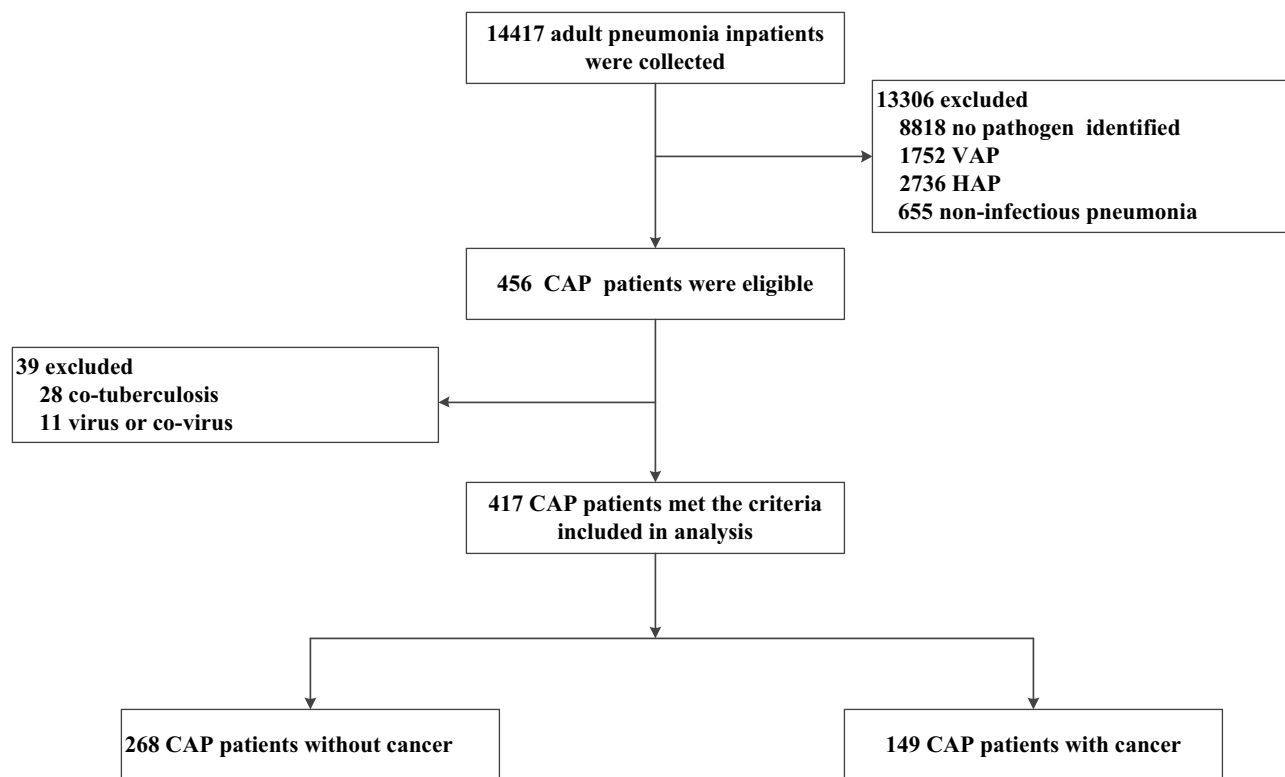 14417 adult pneumonia inpatients
were collected
13306 excluded
8818 no pathogen identified
1752 VAP
2736 HAP
655 non-infectious pneumonia
456 CAP patients were eligible
39 excluded
28 co-tuberculosis
11 virus or co-virus
417 CAP patients met the criteria
included in analysis
268 CAP patients without cancer
149 CAP patients with cancer